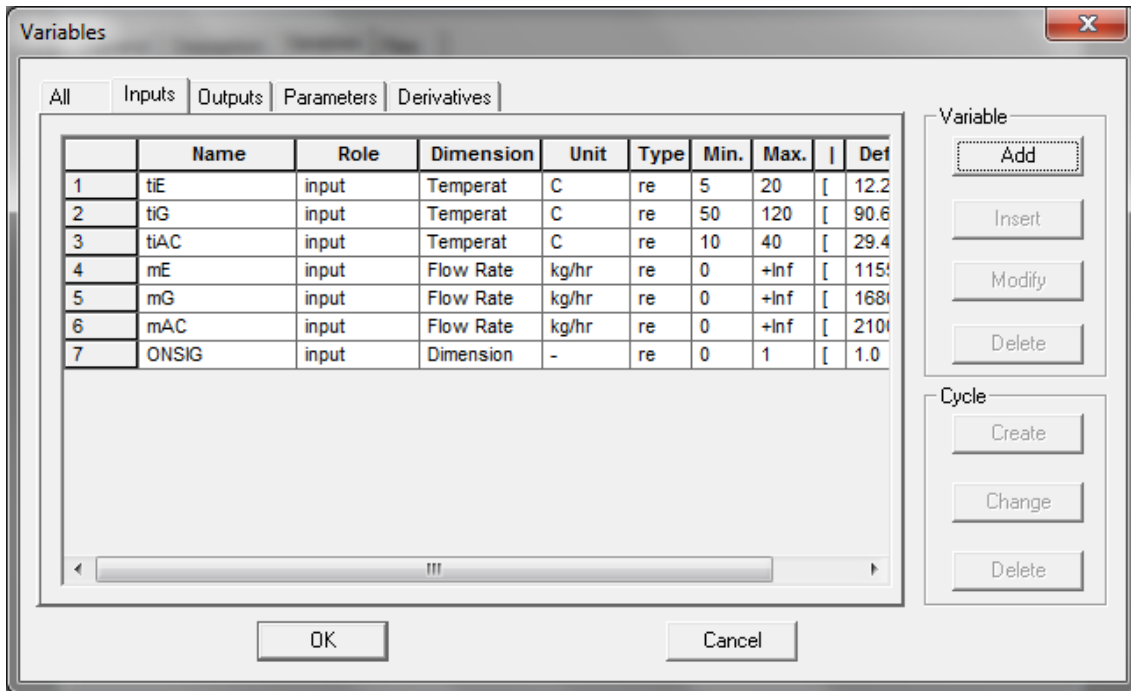 Variables
All Inputs Outputs Parameters Derivatives
Name Role Dimension Unit Type Min. Max. | Def
1 tiE input Temperat C re 5 20 [ 12.2
2 tiG input Temperat C re 50 120 [ 90.6
3 tiAC input Temperat C re 10 40 [ 29.4
4 mE input Flow Rate kg/hr re 0 +Inf [ 115
5 mG input Flow Rate kg/hr re 0 +Inf [ 168
6 mAC input Flow Rate kg/hr re 0 +Inf [ 210
7 ONSIG input Dimension - re 0 1 [ 1.0
Variable
Add
Insert
Modify
Delete
Cycle
Create
Change
Delete
OK Cancel